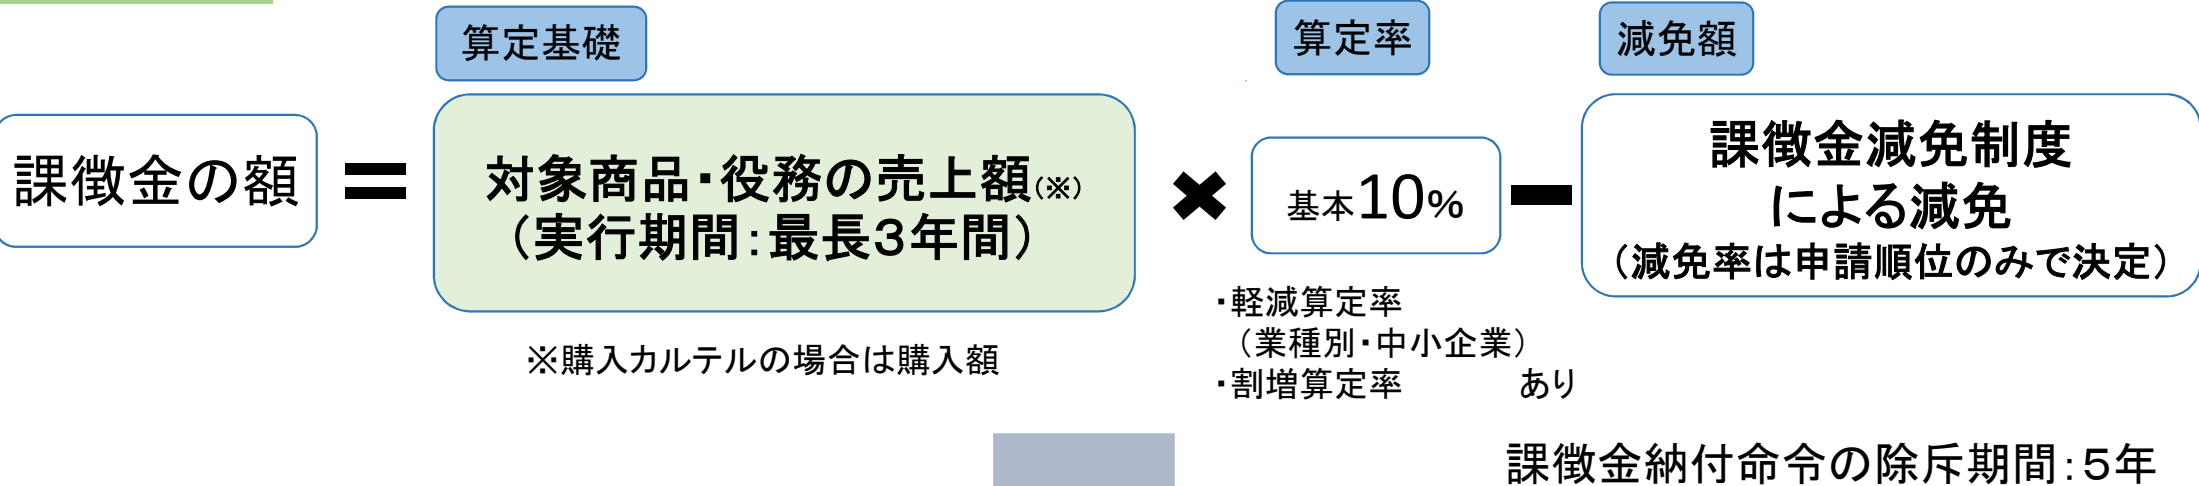 算定基礎
算定率
減免額
課徴金の額
対象商品・役務の売上額(※)
（実行期間：最長３年間）
基本10%
課徴金減免制度
による減免
（減免率は申請順位のみで決定）
・軽減算定率
（業種別・中小企業）
・割増算定率 あり
※購入カルテルの場合は購入額
課徴金納付命令の除斥期間：５年